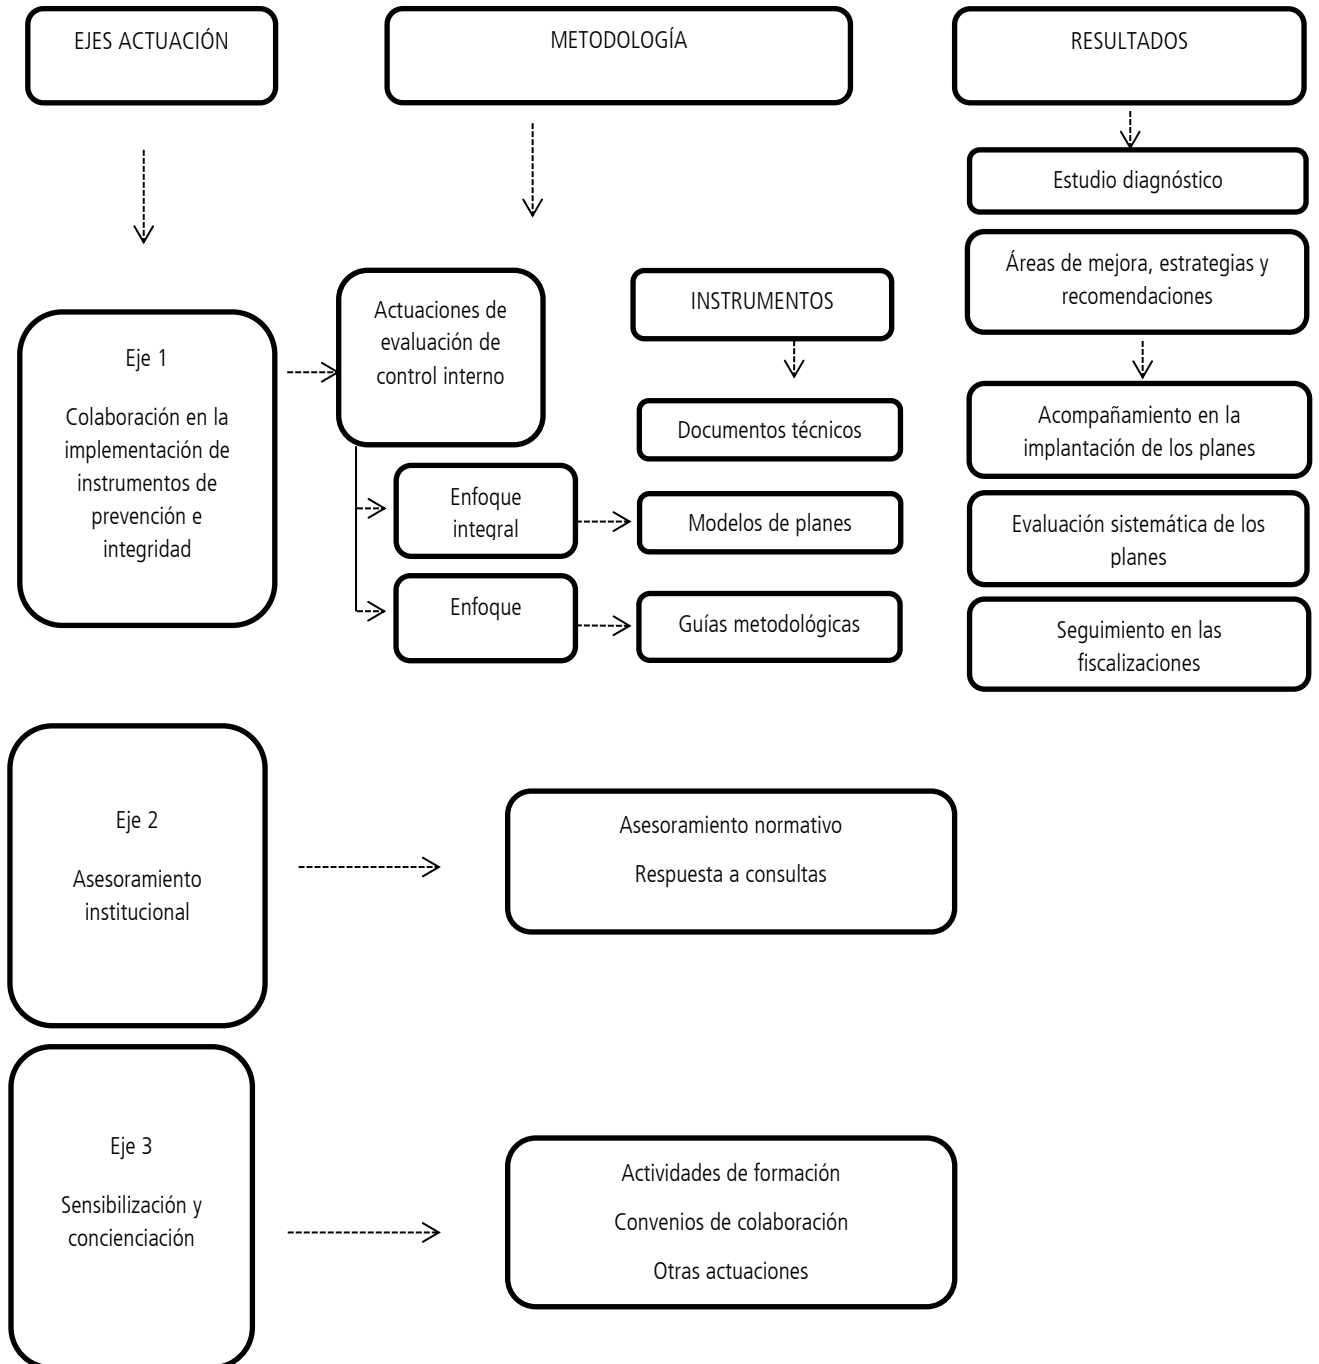 EJES ACTUACIÓN
METODOLOGÍA
RESULTADOS
Estudio diagnóstico
Áreas de mejora, estrategias y
recomendaciones
Acompañamiento en la
implantación de los planes
Evaluación sistemática de los
planes
Seguimiento en las
fiscalizaciones
Eje 1
Colaboración en la
implementación de
instrumentos de
prevención e
integridad
Actuaciones de
evaluación de
control interno
Enfoque
integral
Enfoque
INSTRUMENTOS
Documentos técnicos
Modelos de planes
Guías metodológicas
Eje 2
Asesoramiento
institucional
Asesoramiento normativo
Respuesta a consultas
Eje 3
Sensibilización y
concienciación
Actividades de formación
Convenios de colaboración
Otras actuaciones